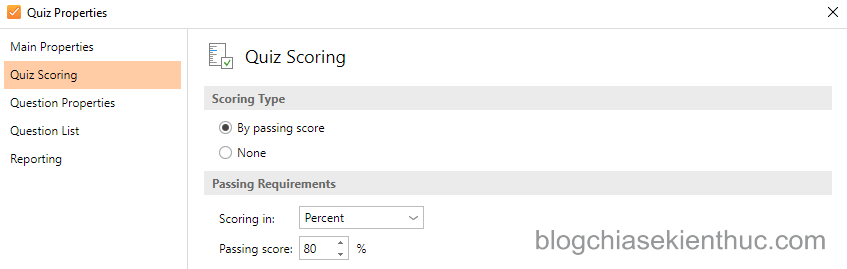 Quiz Properties
Main Properties
Quiz Scoring
Question Properties
Question List
Reporting
Quiz Scoring
Scoring Type
By passing score
None
Passing Requirements
Scoring in: Percent
Passing score: 80 %
blogchiasekienthuc.com